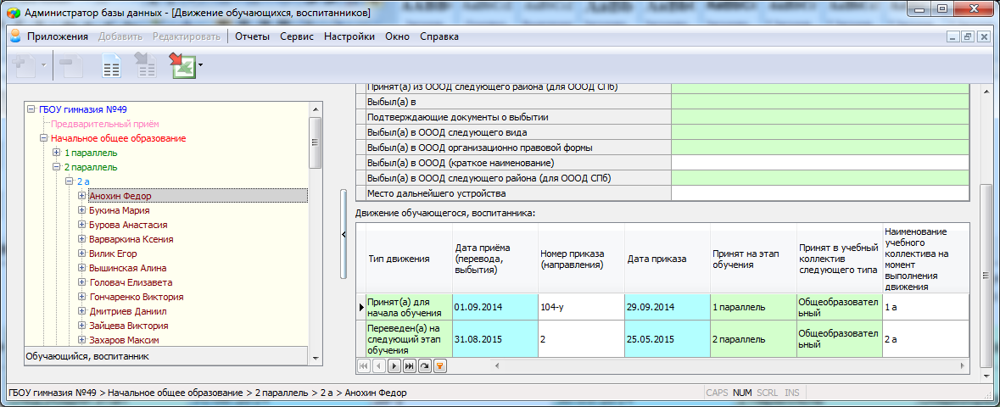 Администратор базы данных - [Движение обучающихся, воспитанников]
Приложения Добавить Редактировать Отчеты Сервис Настройки Окно Справка
ГБОУ гимназия №49
Предварительный приём
Начальное общее образование
1 параллель
2 параллель
2 а
Анохин Федор
Букина Мария
Бурова Анастасия
Варваркина Ксения
Вилик Егор
Вышинская Алина
Головач Елизавета
Гончаренко Виктория
Дмитриев Даниил
Зайцева Виктория
Захаров Максим
Обучающийся, воспитанник
Принят(а) из ОООД следующего района (для ОООД СПб)
Выбыл(а) в
Подтверждающие документы о выбытии
Выбыл(а) в ОООД следующего вида
Выбыл(а) в ОООД организационно правовой формы
Выбыл(а) в ОООД (краткое наименование)
Выбыл(а) в ОООД следующего района (для ОООД СПб)
Место дальнейшего устройства
Движение обучающегося, воспитанника:
Тип движения
Дата приёма
(перевода,
выбытия)
Номер приказа
(направления)
Дата приказа
Принят на этап
обучения
Принят в учебный
коллектив
следующего типа
Наименование
учебного
коллектива на
момент
выполнения
движения
Принят(а) для
начала обучения
01.09.2014
104-у
29.09.2014
1 параллель
Общеобразовател
ьный
1 а
Переведен(а) на
следующий этап
обучения
31.08.2015
2
25.05.2015
2 параллель
Общеобразовател
ьный
2 а
ГБОУ гимназия №49 > Начальное общее образование > 2 параллель > 2 а > Анохин Федор
CAPS NUM SCRL INS